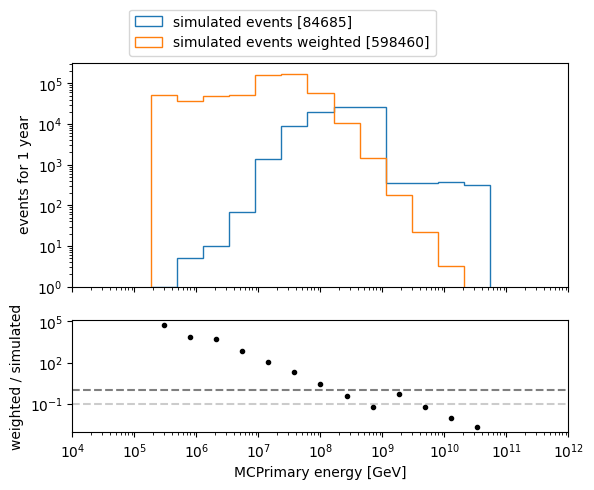 simulated events [84685]
simulated events weighted [598460]
events for 1 year
10^5
10^4
10^3
10^2
10^1
10^0
weighted / simulated
10^5
10^2
10^-1
10^4 10^5 10^6 10^7 10^8 10^9 10^10 10^11 10^12
MCPrimary energy [GeV]